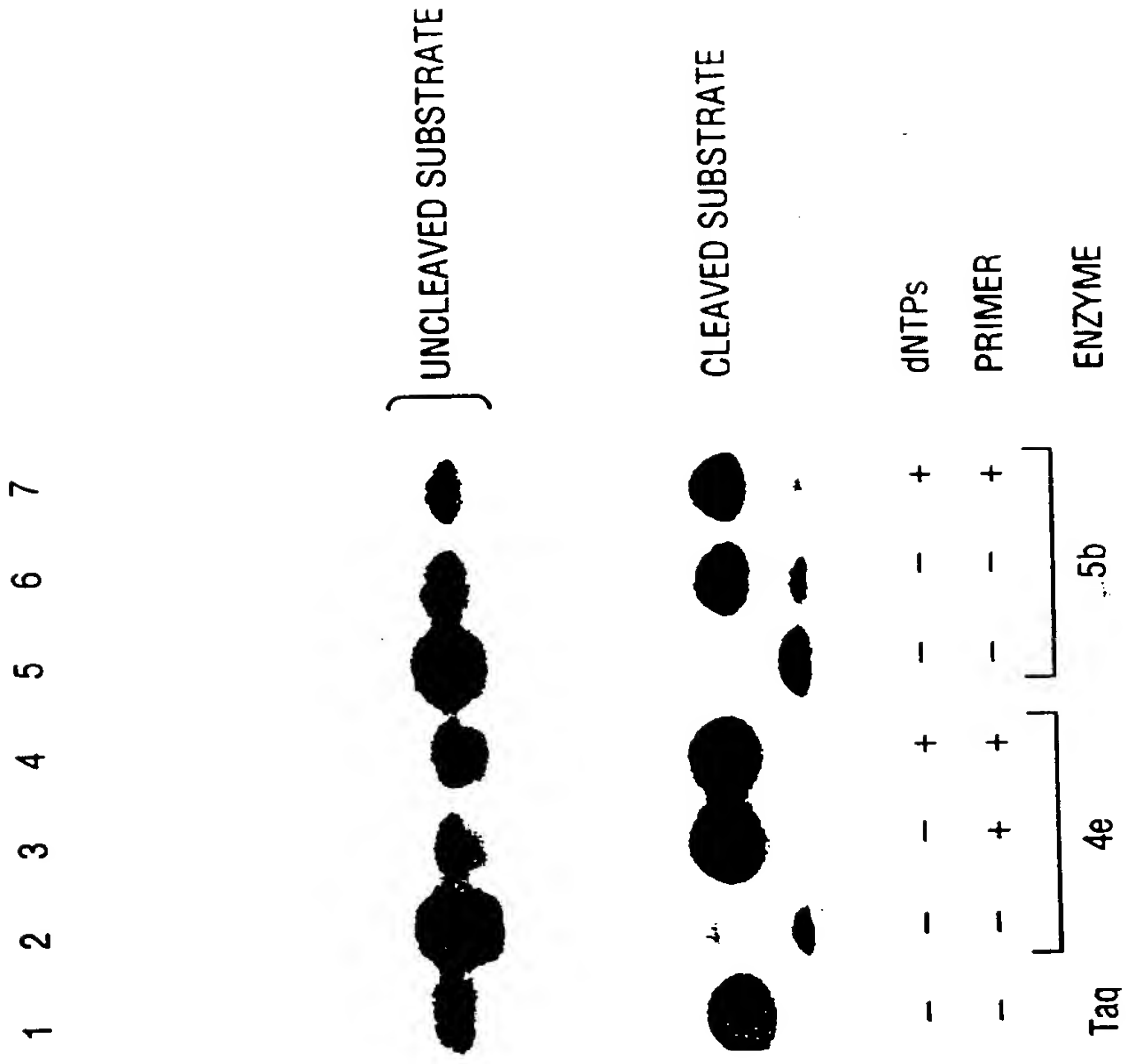 1 2 3 4 5 6 7
UNCLEAVED SUBSTRATE
CLEAVED SUBSTRATE
− − − + − − + dNTPs
− − + + − − + PRIMER
Taq 4e 5b ENZYME